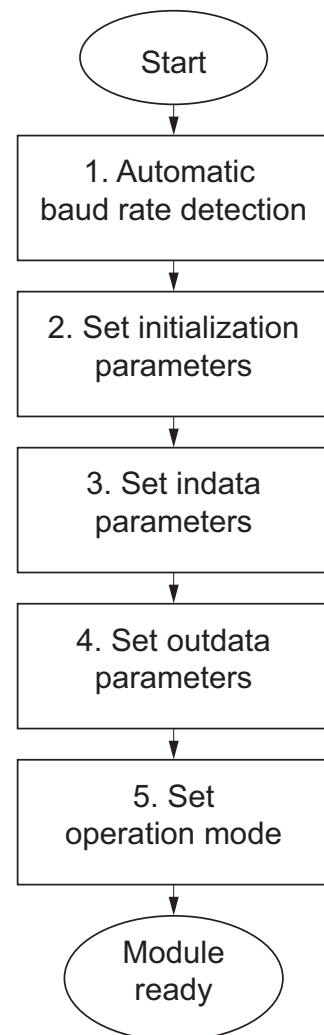 Start
1. Automatic
baud rate detection
2. Set initialization
parameters
3. Set indata
parameters
4. Set outdata
parameters
5. Set
operation mode
Module
ready